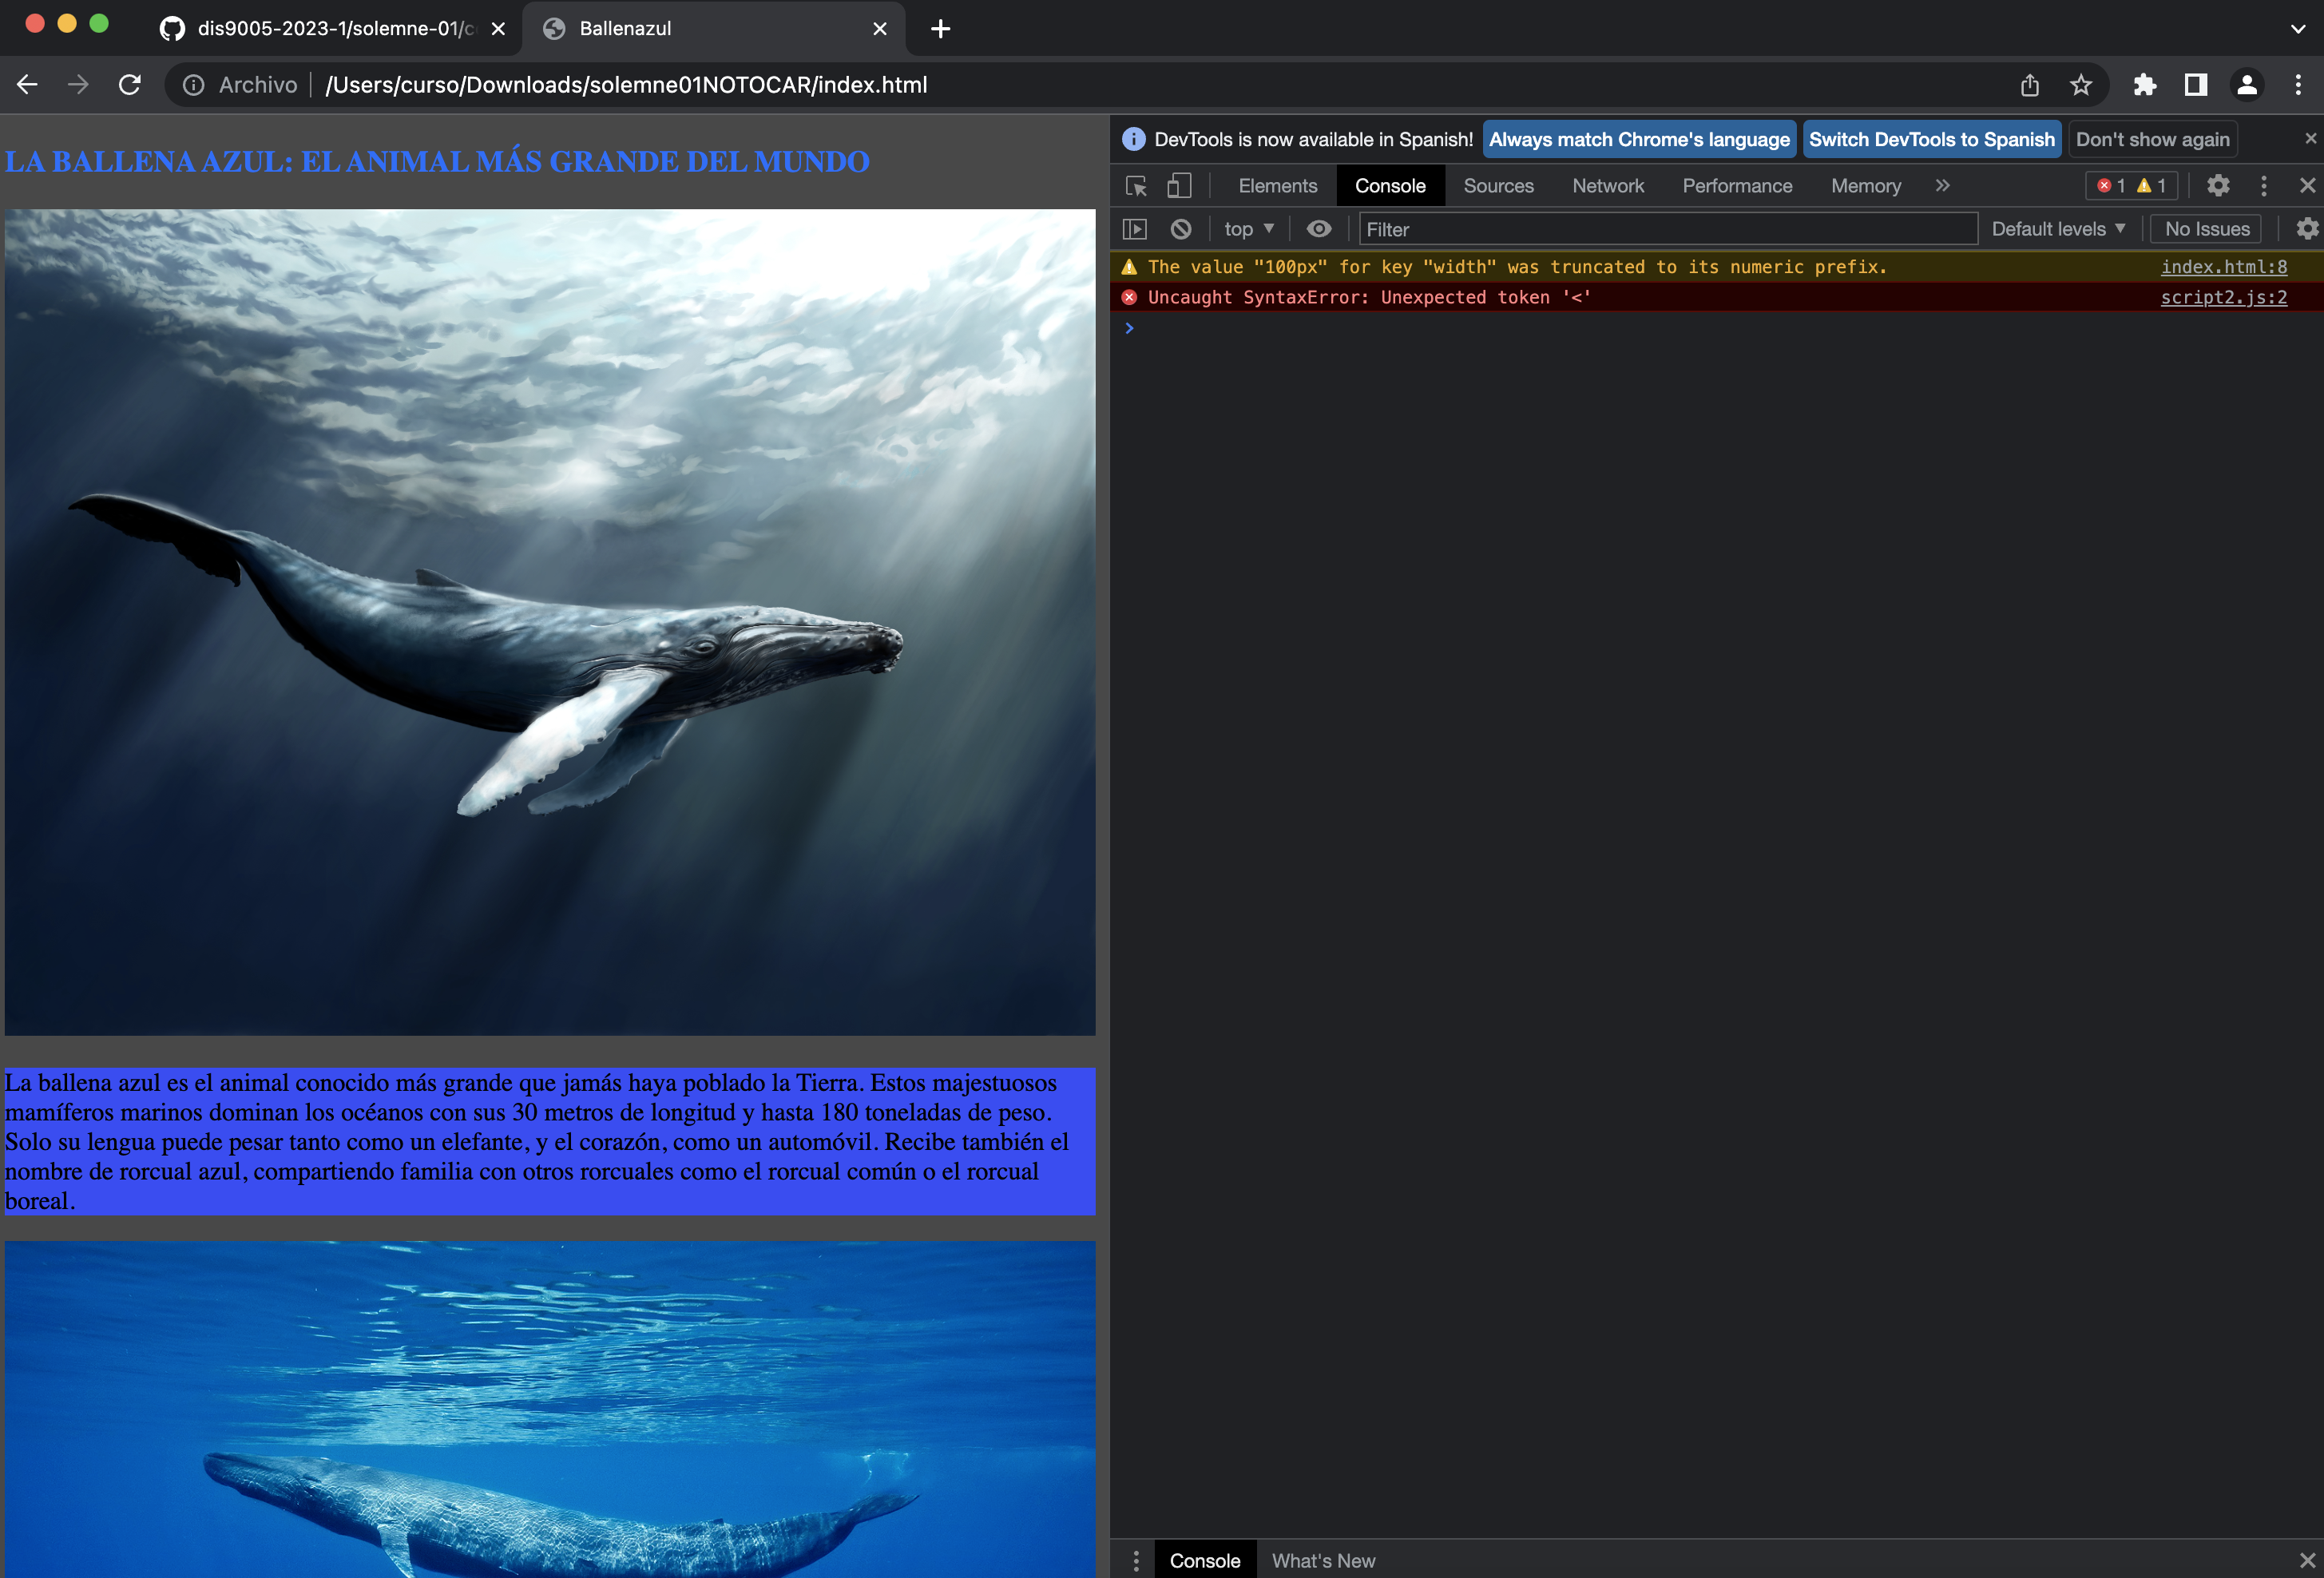 dis9005-2023-1/solemne-01/c
Ballenazul
Archivo
/Users/curso/Downloads/solemne01NOTOCAR/index.html
LA BALLENA AZUL: EL ANIMAL MÁS GRANDE DEL MUNDO
La ballena azul es el animal conocido más grande que jamás haya poblado la Tierra. Estos majestuosos
mamíferos marinos dominan los océanos con sus 30 metros de longitud y hasta 180 toneladas de peso.
Solo su lengua puede pesar tanto como un elefante, y el corazón, como un automóvil. Recibe también el
nombre de rorcual azul, compartiendo familia con otros rorcuales como el rorcual común o el rorcual
boreal.
DevTools is now available in Spanish! Always match Chrome's language Switch DevTools to Spanish Don't show again
Elements Console Sources Network Performance Memory 1 1
top Filter Default levels No Issues
The value "100px" for key "width" was truncated to its numeric prefix. index.html:8
Uncaught SyntaxError: Unexpected token '<' script2.js:2
Console What's New